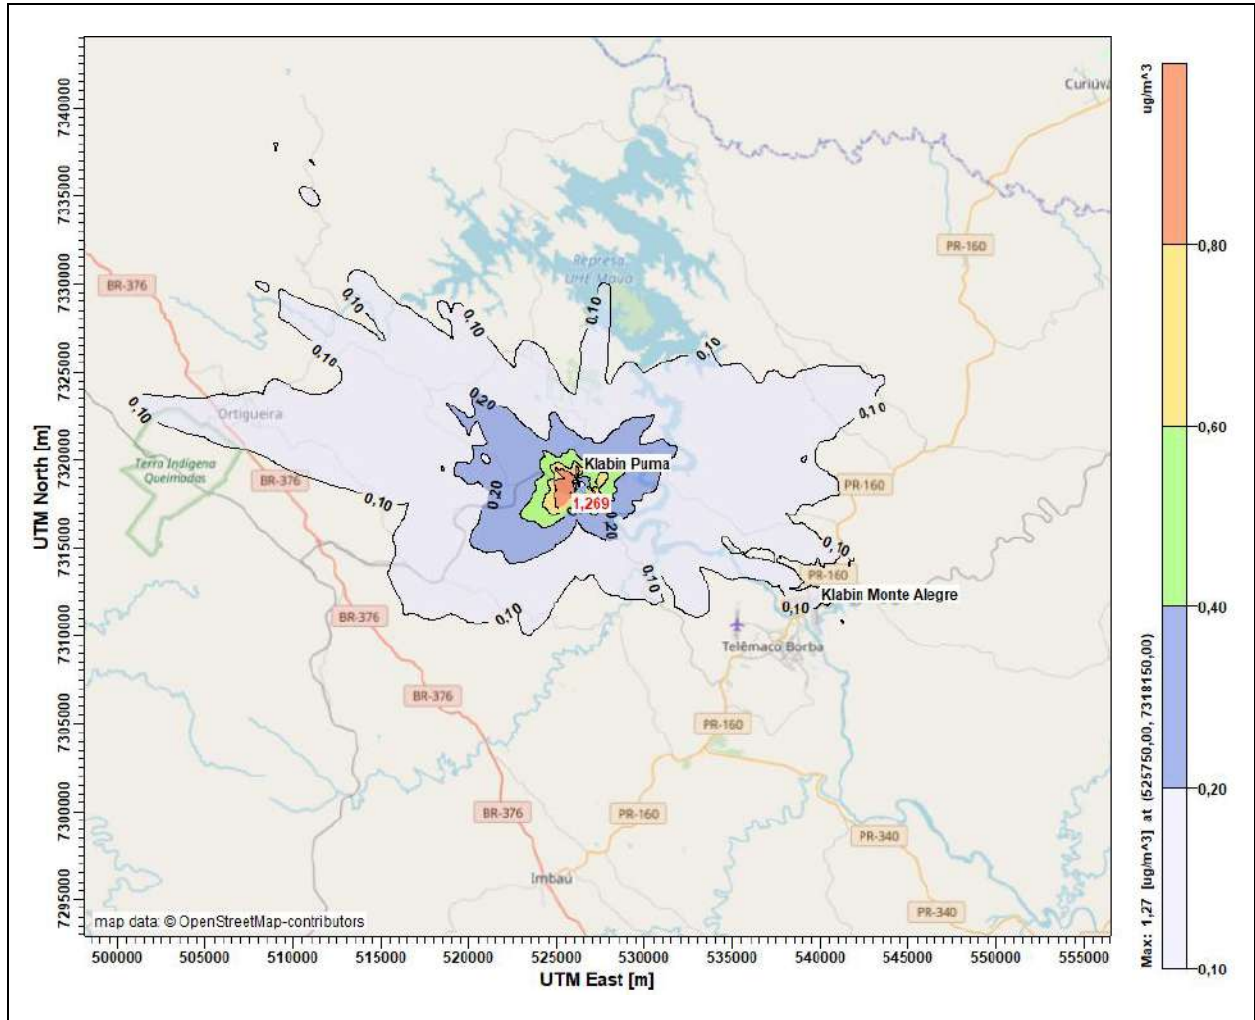 Curiúvá
Represa
UHE Mauá
PR-160
BR-376
0,10
0,10
0,10
0,10
0,10
0,10
0,10
0,10
Ortigueira
Terra Indígena
Queimadas
BR-376
0,20
0,20
0,20
Klabin Puma
1,269
PR-160
0,10
0,10
0,10
0,10
PR-160
Klabin Monte Alegre
0,10
Telêmaco Borba
BR-376
BR-376
BR-376
PR-160
PR-160
PR-340
PR-340
Imbaú
map data: © OpenStreetMap-contributors
UTM North [m]
7340000
7335000
7330000
7325000
7320000
7315000
7310000
7305000
7300000
7295000
500000 505000 510000 515000 520000 525000 530000 535000 540000 545000 550000 555000
UTM East [m]
ug/m^3
0,80
0,60
0,40
0,20
0,10
Max: 1,27 [ug/m^3] at (525750,00, 7318150,00)